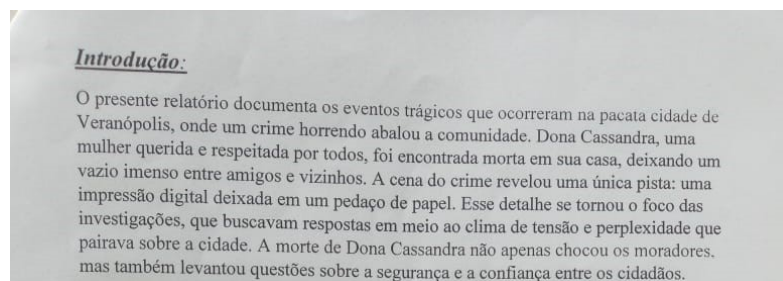 Introdução:
O presente relatório documenta os eventos trágicos que ocorreram na pacata cidade de
Veranópolis, onde um crime horrendo abalou a comunidade. Dona Cassandra, uma
mulher querida e respeitada por todos, foi encontrada morta em sua casa, deixando um
vazio imenso entre amigos e vizinhos. A cena do crime revelou uma única pista: uma
impressão digital deixada em um pedaço de papel. Esse detalhe se tornou o foco das
investigações, que buscavam respostas em meio ao clima de tensão e perplexidade que
pairava sobre a cidade. A morte de Dona Cassandra não apenas chocou os moradores.
mas também levantou questões sobre a segurança e a confiança entre os cidadãos.